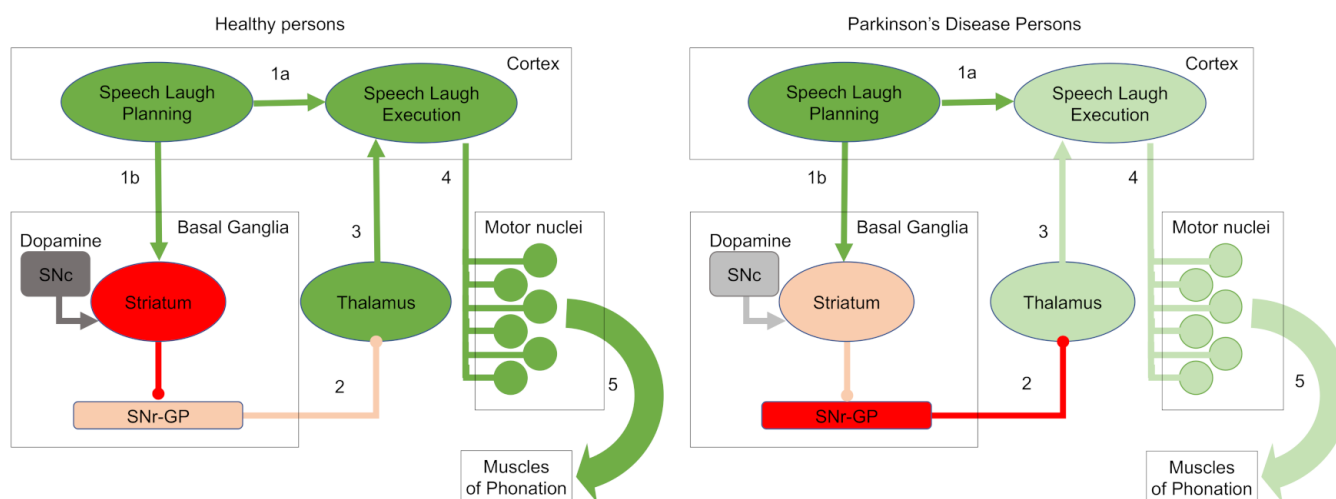 Healthy persons
Cortex
1a
Speech Laugh
Planning
Speech Laugh
Execution
1b
3
4
Basal Ganglia
Dopamine
SNc
Striatum
SNr-GP
2
Thalamus
Motor nuclei
5
Muscles
of Phonation
Parkinson's Disease Persons
Cortex
1a
Speech Laugh
Planning
Speech Laugh
Execution
1b
3
4
Basal Ganglia
Dopamine
SNc
Striatum
SNr-GP
2
Thalamus
Motor nuclei
5
Muscles
of Phonation